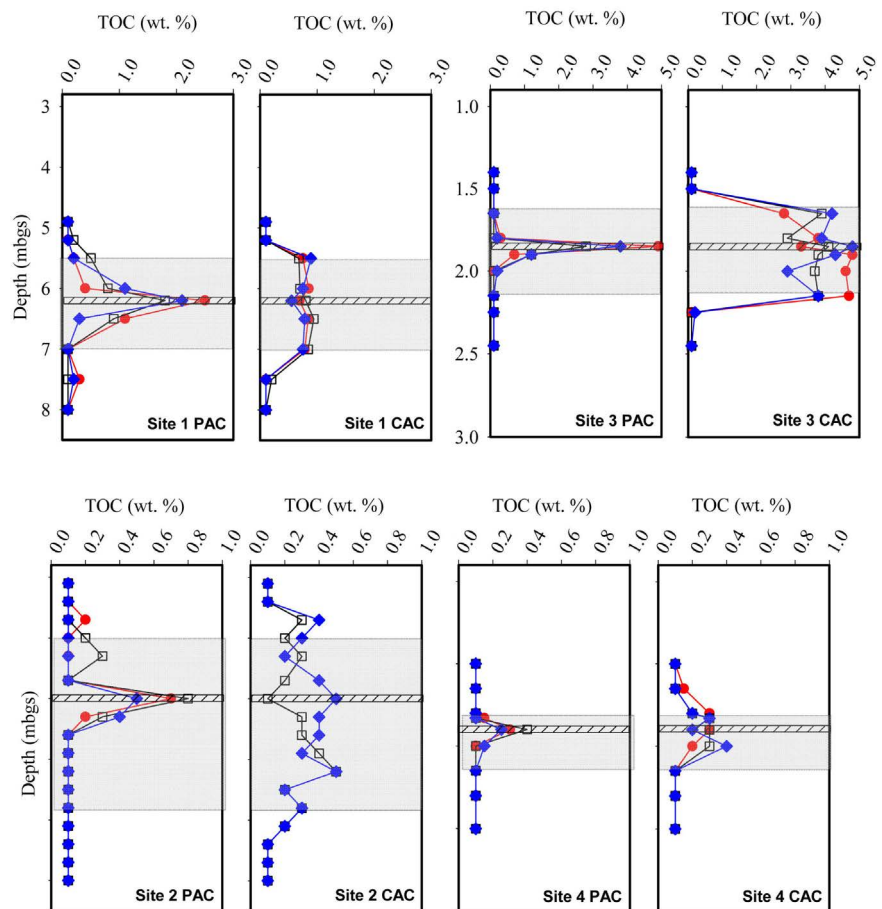 TOC (wt. %) TOC (wt. %) TOC (wt. %) TOC (wt. %)
0.0 1.0 2.0 3.0 0.0 1.0 2.0 3.0 0.0 1.0 2.0 3.0 4.0 5.0 0.0 1.0 2.0 3.0 4.0 5.0
Depth (mbgs)
3
4
5
6
7
8
1.0
1.5
2.0
2.5
3.0
Site 1 PAC Site 1 CAC Site 3 PAC Site 3 CAC
TOC (wt. %) TOC (wt. %) TOC (wt. %) TOC (wt. %)
0.0 0.2 0.4 0.6 0.8 1.0 0.0 0.2 0.4 0.6 0.8 1.0 0.0 0.2 0.4 0.6 0.8 1.0 0.0 0.2 0.4 0.6 0.8 1.0
Depth (mbgs)
Site 2 PAC Site 2 CAC Site 4 PAC Site 4 CAC